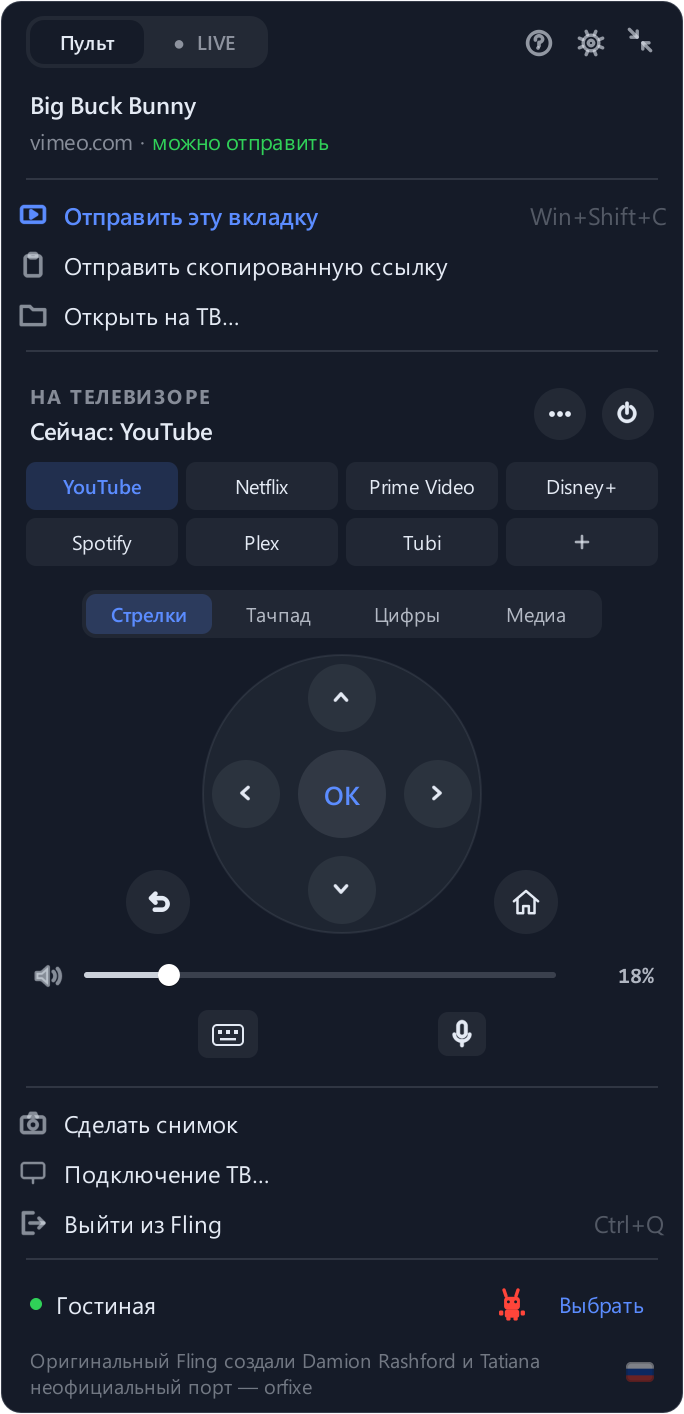 Пульт
● LIVE
Big Buck Bunny
vimeo.com · можно отправить
Отправить эту вкладку
Win+Shift+C
Отправить скопированную ссылку
Открыть на ТВ...
НА ТЕЛЕВИЗОРЕ
Сейчас: YouTube
YouTube
Netflix
Prime Video
Disney+
Spotify
Plex
Tubi
+
Стрелки
Тачпад
Цифры
Медиа
OK
18%
Сделать снимок
Подключение ТВ...
Выйти из Fling
Ctrl+Q
Гостиная
Выбрать
Оригинальный Fling создали Damion Rashford и Tatiana
неофициальный порт — orfixe